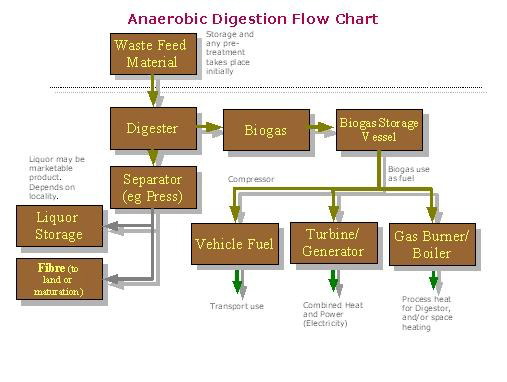 Anaerobic Digestion Flow Chart
Waste Feed
Material
Storage and
any pre-
treatment
takes place
initially
Digester
Biogas
Biogas Storage
Vessel
Separator
(eg Press)
Liquor may be
marketable
product.
Depends on
locality.
Compressor
Biogas use
as fuel
Liquor
Storage
Fibre (to
land or
maturation)
Vehicle Fuel
Turbine/
Generator
Gas Burner/
Boiler
Transport use
Combined Heat
and Power
(Electricity)
Process heat
for Digestor,
and/or space
heating